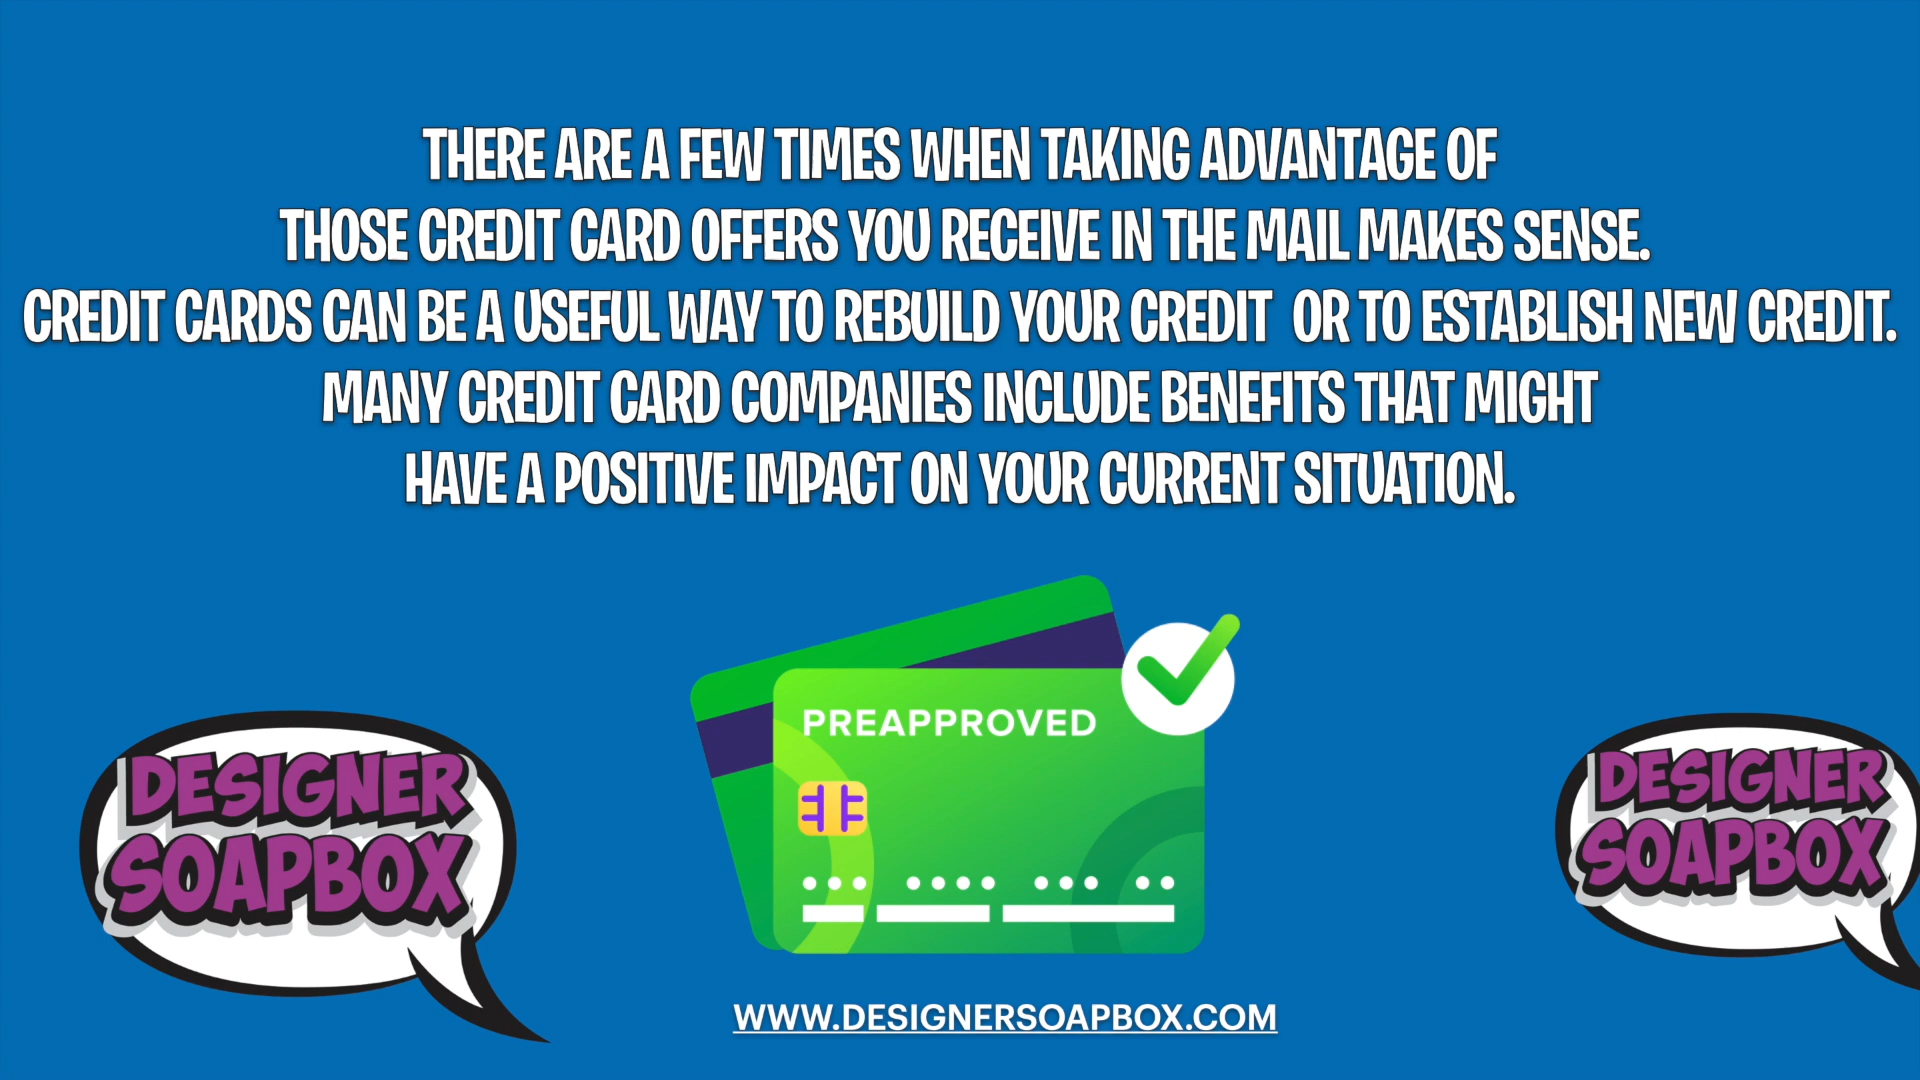 THERE ARE A FEW TIMES WHEN TAKING ADVANTAGE OF
THOSE CREDIT CARD OFFERS YOU RECEIVE IN THE MAIL MAKES SENSE.
CREDIT CARDS CAN BE A USEFUL WAY TO REBUILD YOUR CREDIT OR TO ESTABLISH NEW CREDIT.
MANY CREDIT CARD COMPANIES INCLUDE BENEFITS THAT MIGHT
HAVE A POSITIVE IMPACT ON YOUR CURRENT SITUATION.
PREAPPROVED
DESIGNER
SOAPBOX
DESIGNER
SOAPBOX
WWW.DESIGNERSOAPBOX.COM